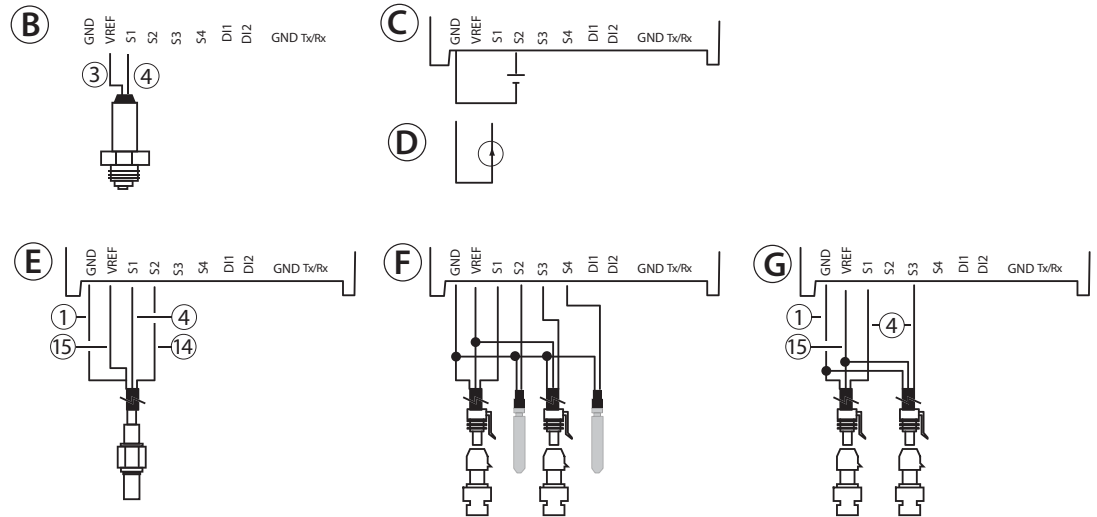 B
GND VREF S1 S2 S3 S4 DI1 DI2 GND Tx/Rx
3 4
C
GND VREF S1 S2 S3 S4 DI1 DI2 GND Tx/Rx
D
E
GND VREF S1 S2 S3 S4 DI1 DI2 GND Tx/Rx
1 4
15 14
F
GND VREF S1 S2 S3 S4 DI1 DI2 GND Tx/Rx
G
GND VREF S1 S2 S3 S4 DI1 DI2 GND Tx/Rx
1 4
15